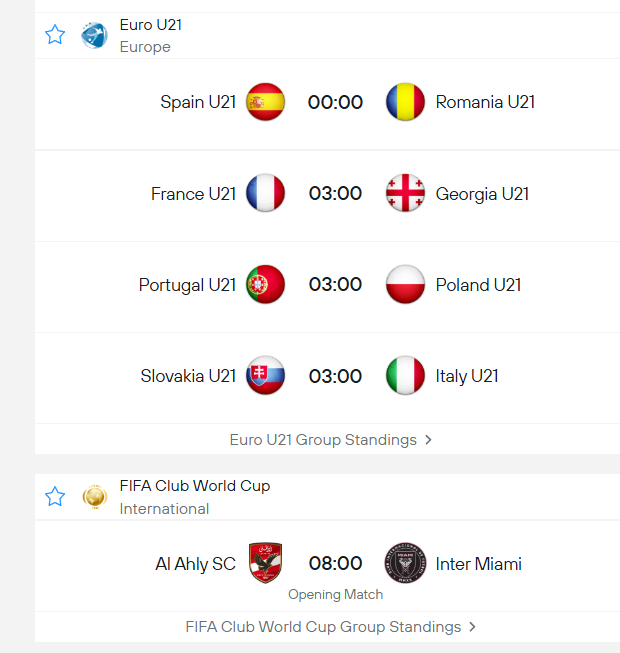 Euro U21
Europe
Spain U21 00:00 Romania U21
France U21 03:00 Georgia U21
Portugal U21 03:00 Poland U21
Slovakia U21 03:00 Italy U21
Euro U21 Group Standings >
FIFA Club World Cup
International
Al Ahly SC 08:00 Inter Miami
Opening Match
FIFA Club World Cup Group Standings >
MIAMI